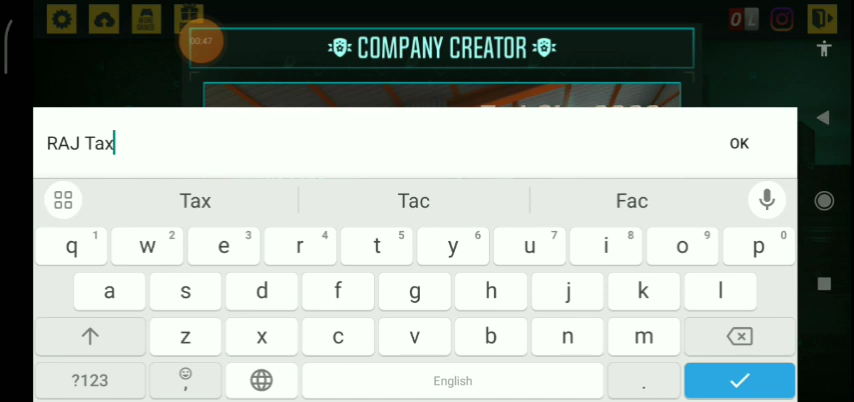 00:47
OL
COMPANY CREATOR
RAJ Tax
OK
Tax Tac Fac
q 1 w 2 e 3 r 4 t 5 y 6 u 7 i 8 o 9 p 0
a s d f g h j k l
z x c v b n m
?123 , English .